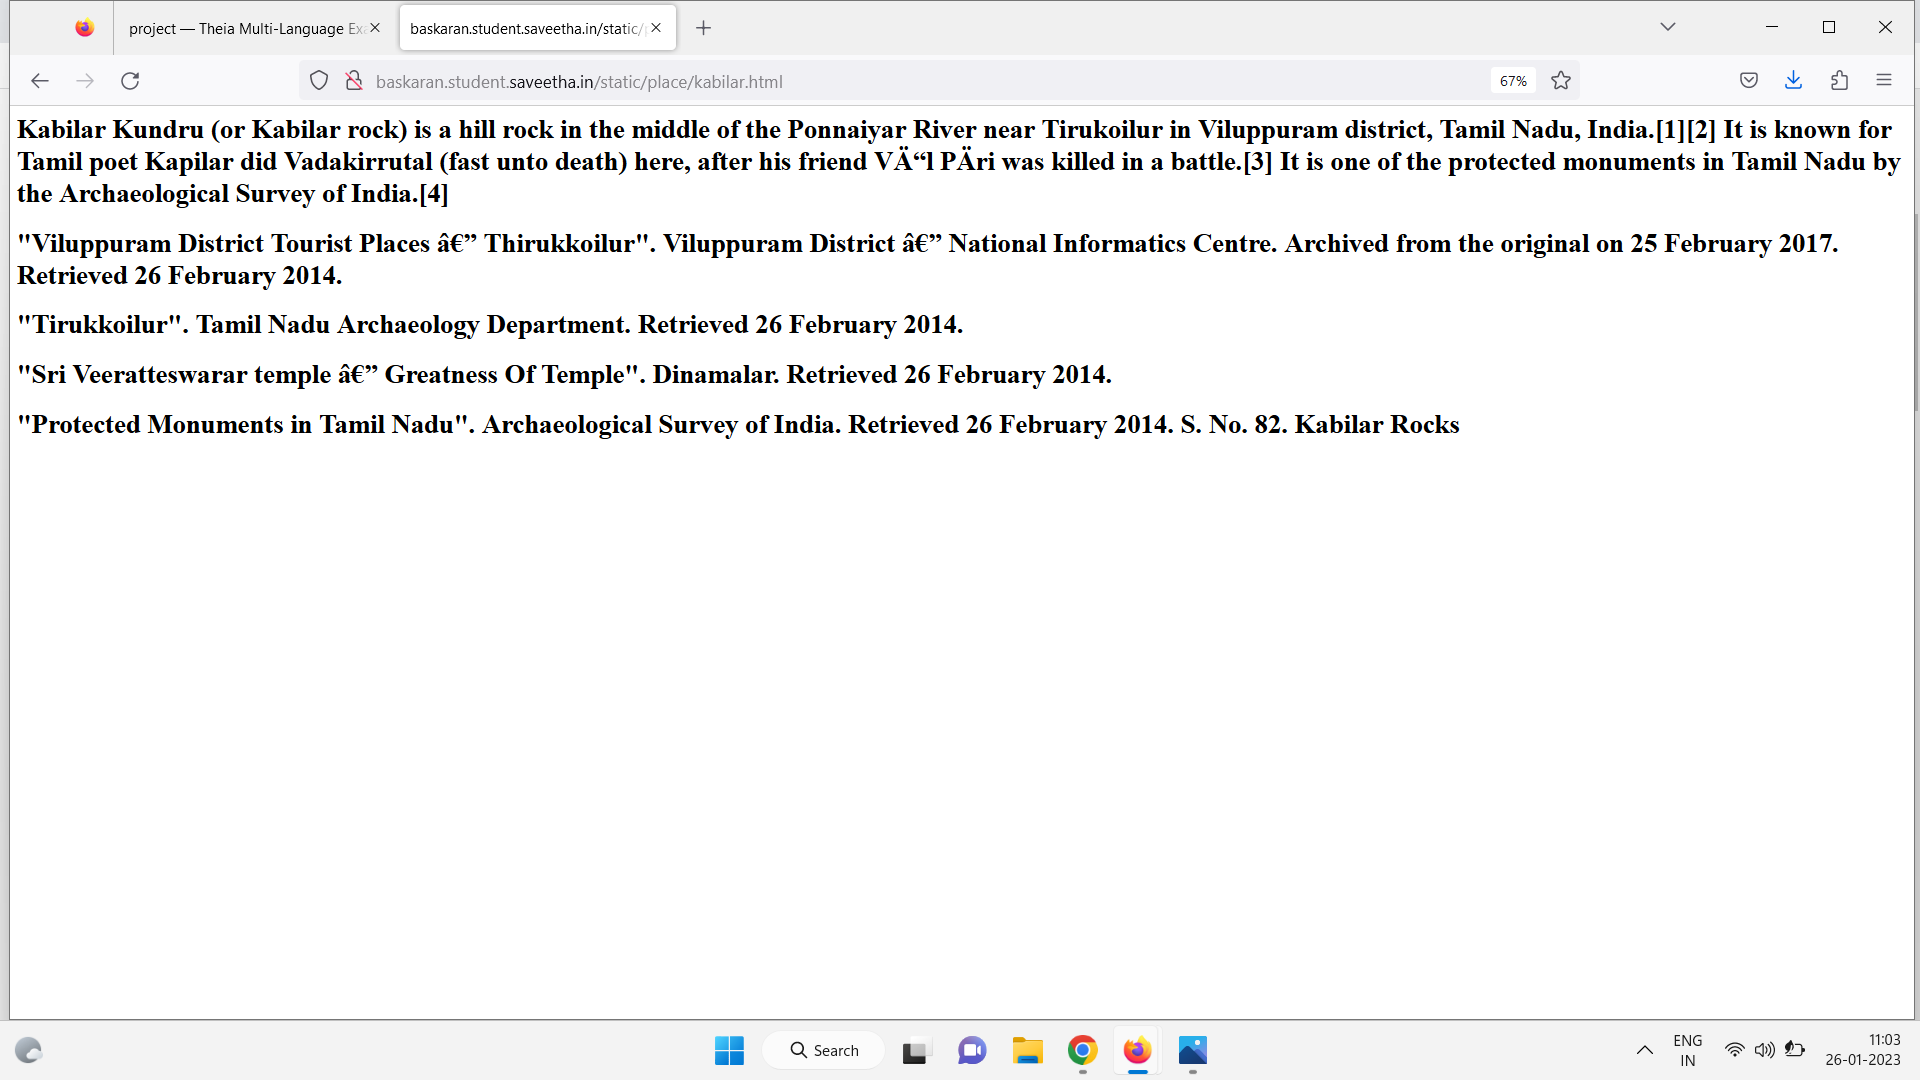 project — Theia Multi-Language Ex
baskaran.student.saveetha.in/static/
baskaran.student.saveetha.in/static/place/kabilar.html
67%
Kabilar Kundru (or Kabilar rock) is a hill rock in the middle of the Ponnaiyar River near Tirukoilur in Viluppuram district, Tamil Nadu, India.[1][2] It is known for
Tamil poet Kapilar did Vadakirrutal (fast unto death) here, after his friend VÄ“l PÄri was killed in a battle.[3] It is one of the protected monuments in Tamil Nadu by
the Archaeological Survey of India.[4]
"Viluppuram District Tourist Places â€” Thirukkoilur". Viluppuram District â€” National Informatics Centre. Archived from the original on 25 February 2017.
Retrieved 26 February 2014.
"Tirukkoilur". Tamil Nadu Archaeology Department. Retrieved 26 February 2014.
"Sri Veeratteswarar temple â€” Greatness Of Temple". Dinamalar. Retrieved 26 February 2014.
"Protected Monuments in Tamil Nadu". Archaeological Survey of India. Retrieved 26 February 2014. S. No. 82. Kabilar Rocks
Search
ENG
IN
11:03
26-01-2023